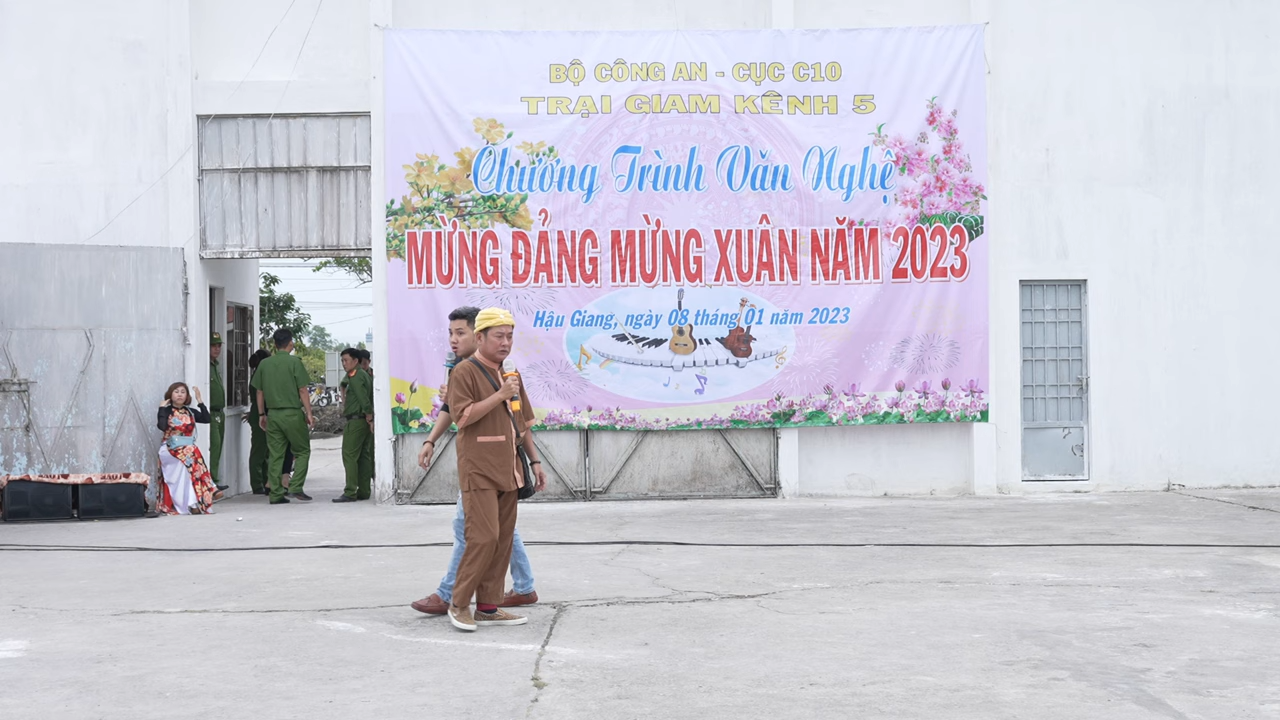 BỘ CÔNG AN - CỤC C10
TRẠI GIAM KÊNH 5
Chương Trình Văn Nghệ
MỪNG ĐẢNG MỪNG XUÂN NĂM 2023
Hậu Giang, ngày 08 tháng 01 năm 2023